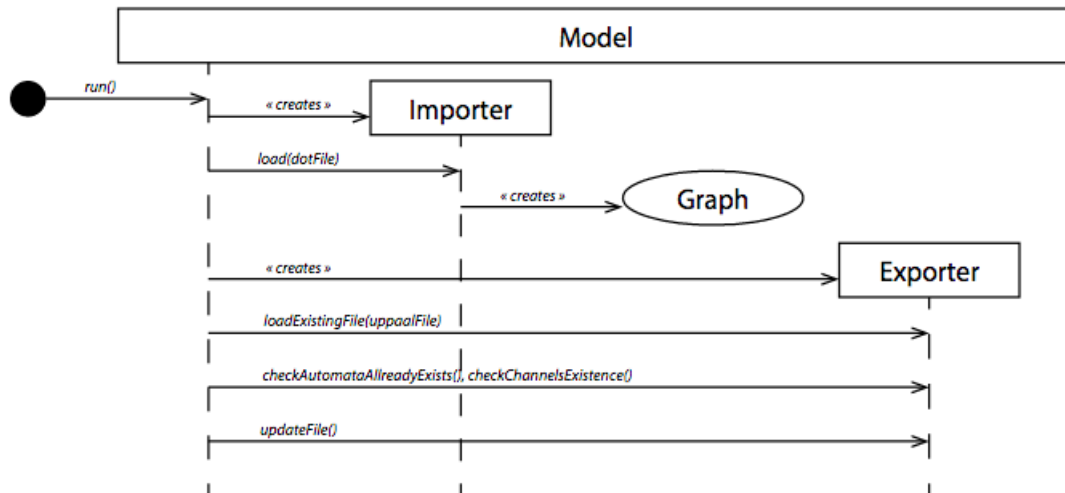 Model
run()
« creates »
Importer
load(dotFile)
« creates »
Graph
« creates »
Exporter
loadExistingFile(uppaalFile)
checkAutomataAllreadyExists(), checkChannelsExistence()
updateFile()